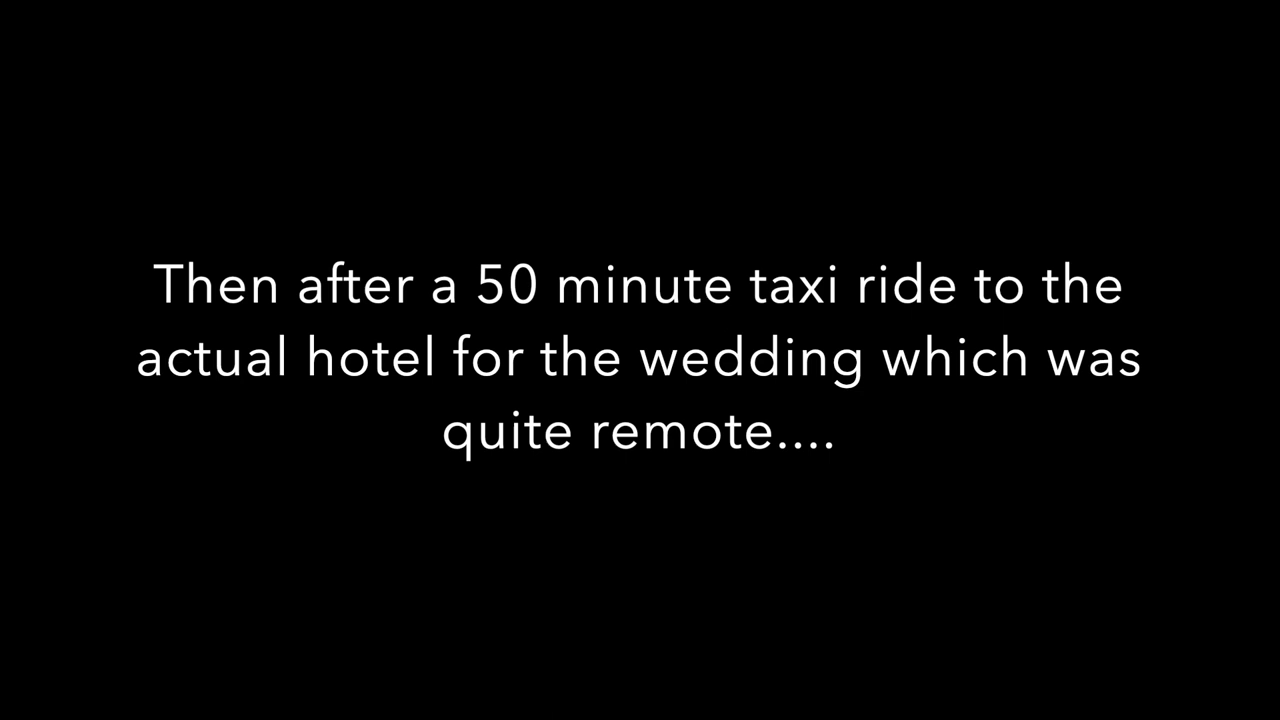 Then after a 50 minute taxi ride to the
actual hotel for the wedding which was
quite remote....